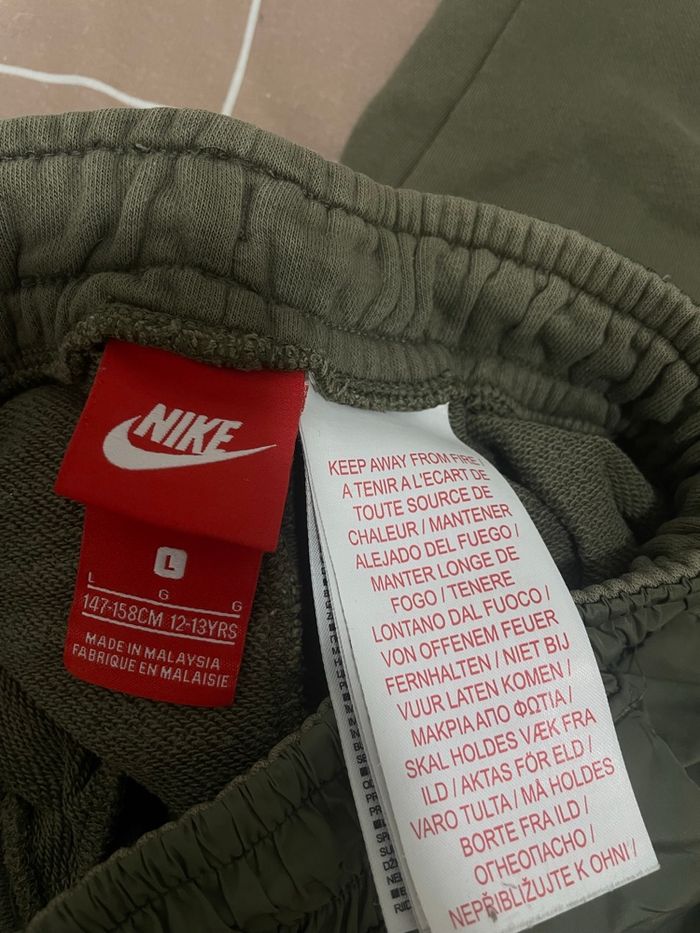 NIKE
L
L G G
147-158CM 12-13YRS
MADE IN MALAYSIA
FABRIQUE EN MALAISIE
KEEP AWAY FROM FIRE /
A TENIR A L'ECART DE
TOUTE SOURCE DE
CHALEUR / MANTENER
ALEJADO DEL FUEGO /
MANTER LONGE DE
FOGO / TENERE
LONTANO DAL FUOCO /
VON OFFENEM FEUER
FERNHALTEN / NIET BIJ
VUUR LATEN KOMEN /
ΜΑΚΡΙΑ ΑΠΟ ΦΩΤΙΑ /
SKAL HOLDES VÆK FRA
ILD / AKTAS FÖR ELD /
VARO TULTA / MÅ HOLDES
BORTE FRA ILD /
ОГНЕОПАСНО /
NEPŘIBLIŽUJTE K OHNI /